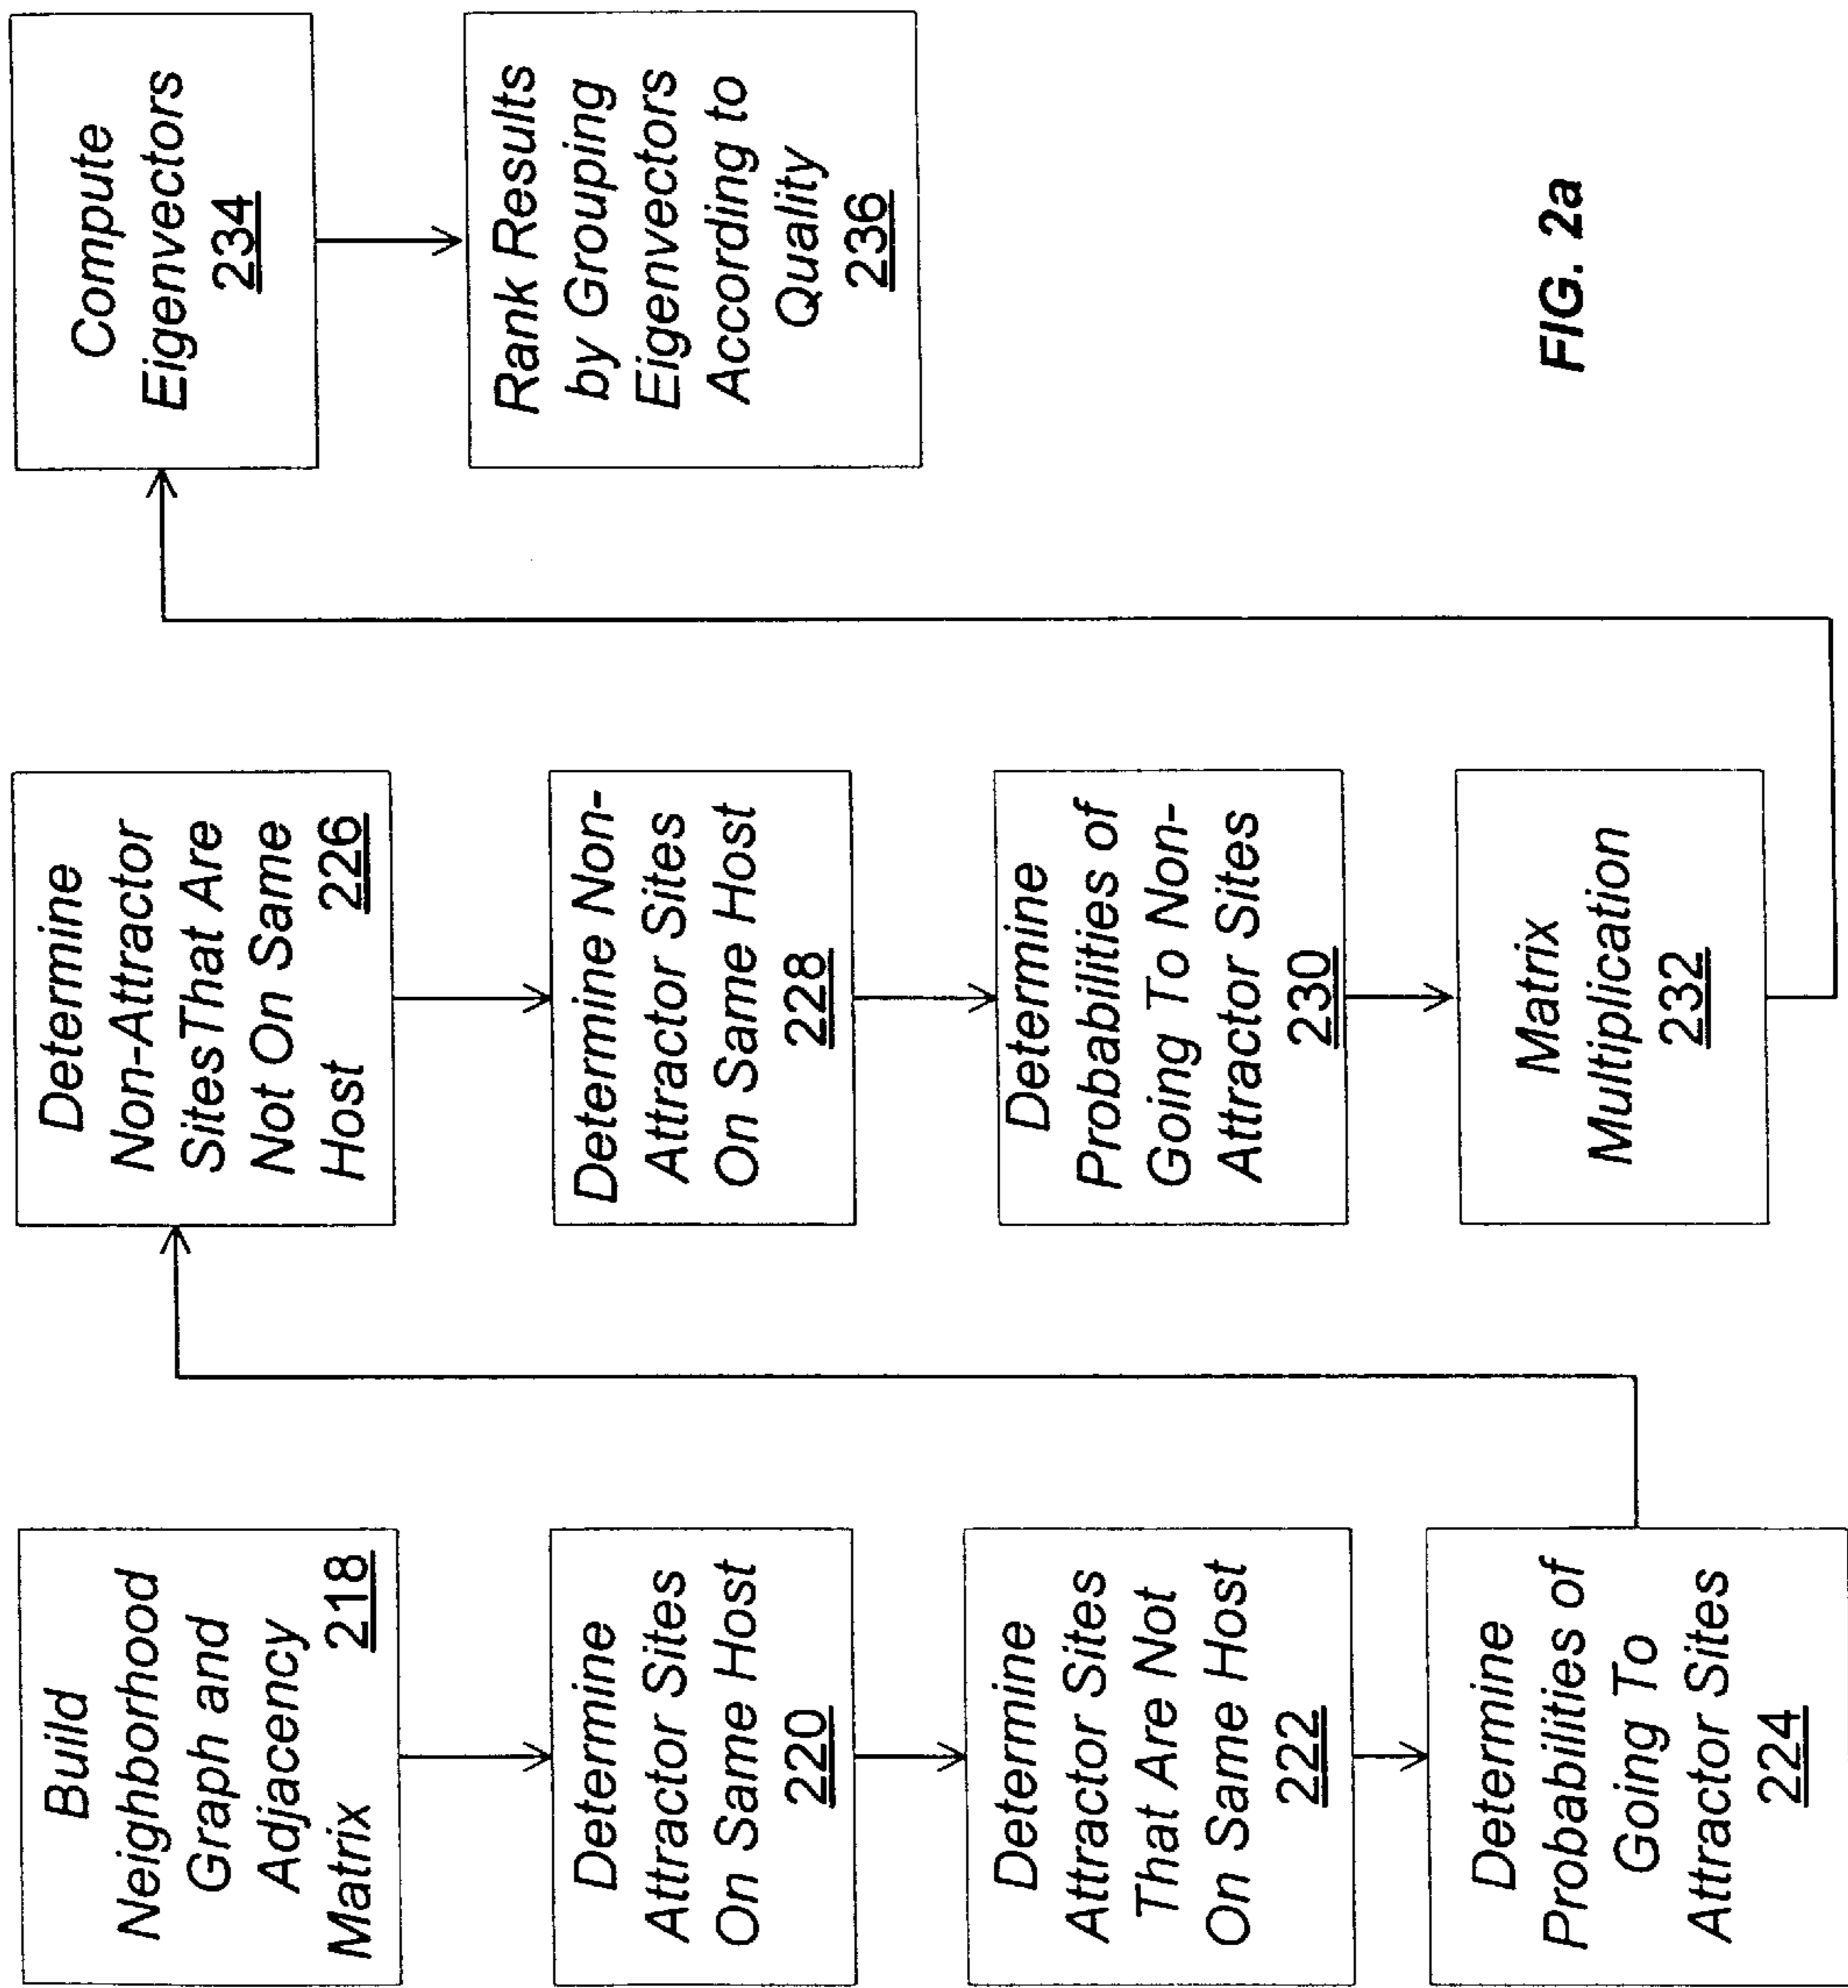 Build
Neighborhood
Graph and
Adjacency
Matrix 218
Determine
Attractor Sites
On Same Host
220
Determine
Attractor Sites
That Are Not
On Same Host
222
Determine
Probabilities of
Going To
Attractor Sites
224
Determine
Non-Attractor
SitesThat Are
Not On Same
Host 226
Determine Non-
Attractor Sites
On Same Host
228
Determine
Probabilities of
Going To Non-
Attractor Sites
230
Matrix
Multiplication
232
Compute
Eigenvectors
234
Rank Results
by Grouping
Eigenvectors
According to
Quality
236
FIG. 2a